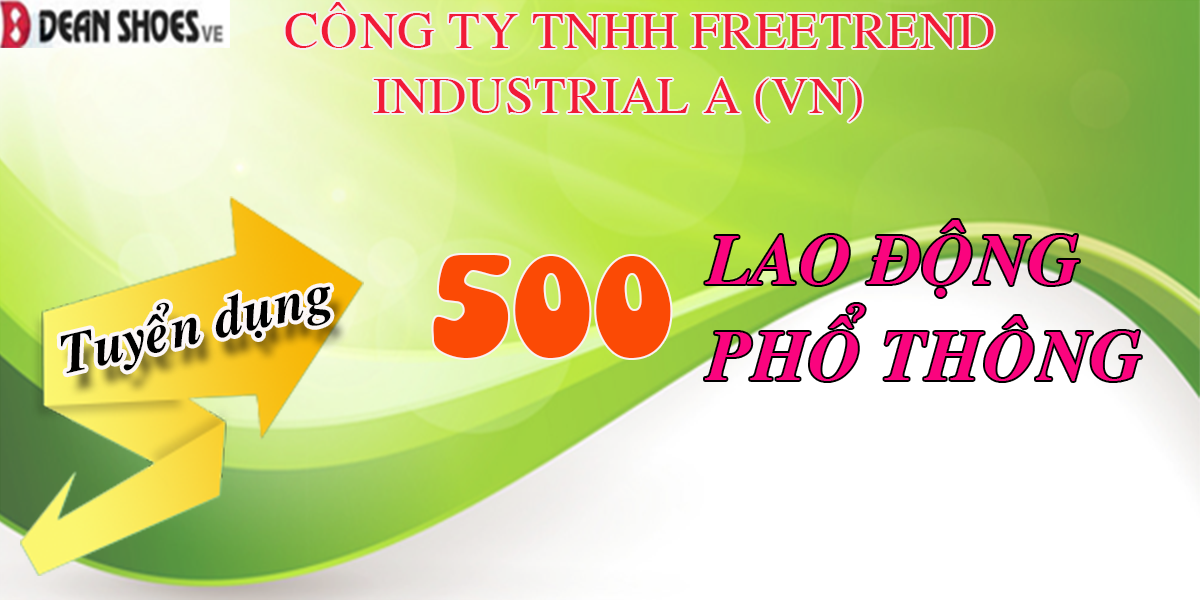 DEAN SHOES VE
CÔNG TY TNHH FREETREND
INDUSTRIAL A (VN)
Tuyển dụng
500
LAO ĐỘNG
PHỔ THÔNG